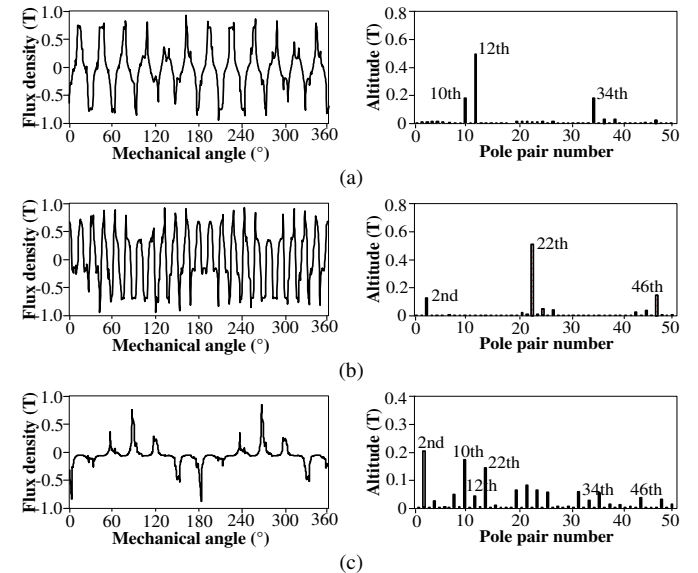 1.0
0.5
0
-0.5
-1.0
0 60 120 180 240 300 360
Flux density (T)
Mechanical angle (°)
0.8
0.6
0.4
0.2
0
0 10 20 30 40 50
Altitude (T)
Pole pair number
10th
12th
34th
(a)
1.0
0.5
0
-0.5
-1.0
0 60 120 180 240 300 360
Flux density (T)
Mechanical angle (°)
0.8
0.6
0.4
0.2
0
0 10 20 30 40 50
Altitude (T)
Pole pair number
2nd
22th
46th
(b)
1.0
0.5
0
-0.5
-1.0
0 60 120 180 240 300 360
Flux density (T)
Mechanical angle (°)
0.4
0.3
0.2
0.1
0
0 10 20 30 40 50
Altitude (T)
Pole pair number
2nd
10th
12th
22th
34th
46th
(c)